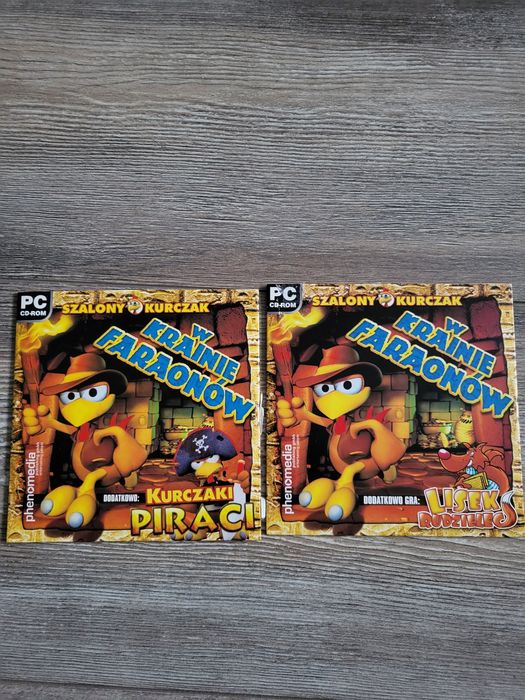 PC
CD-ROM
SZALONY KURCZAK
W
KRAINIE
FARAONÓW
phenomedia
DODATKOWO:
KURCZAKI
PIRACI
PC
CD-ROM
SZALONY KURCZAK
W
KRAINIE
FARAONÓW
phenomedia
DODATKOWO GRA:
LISEK
RUDZIELEC